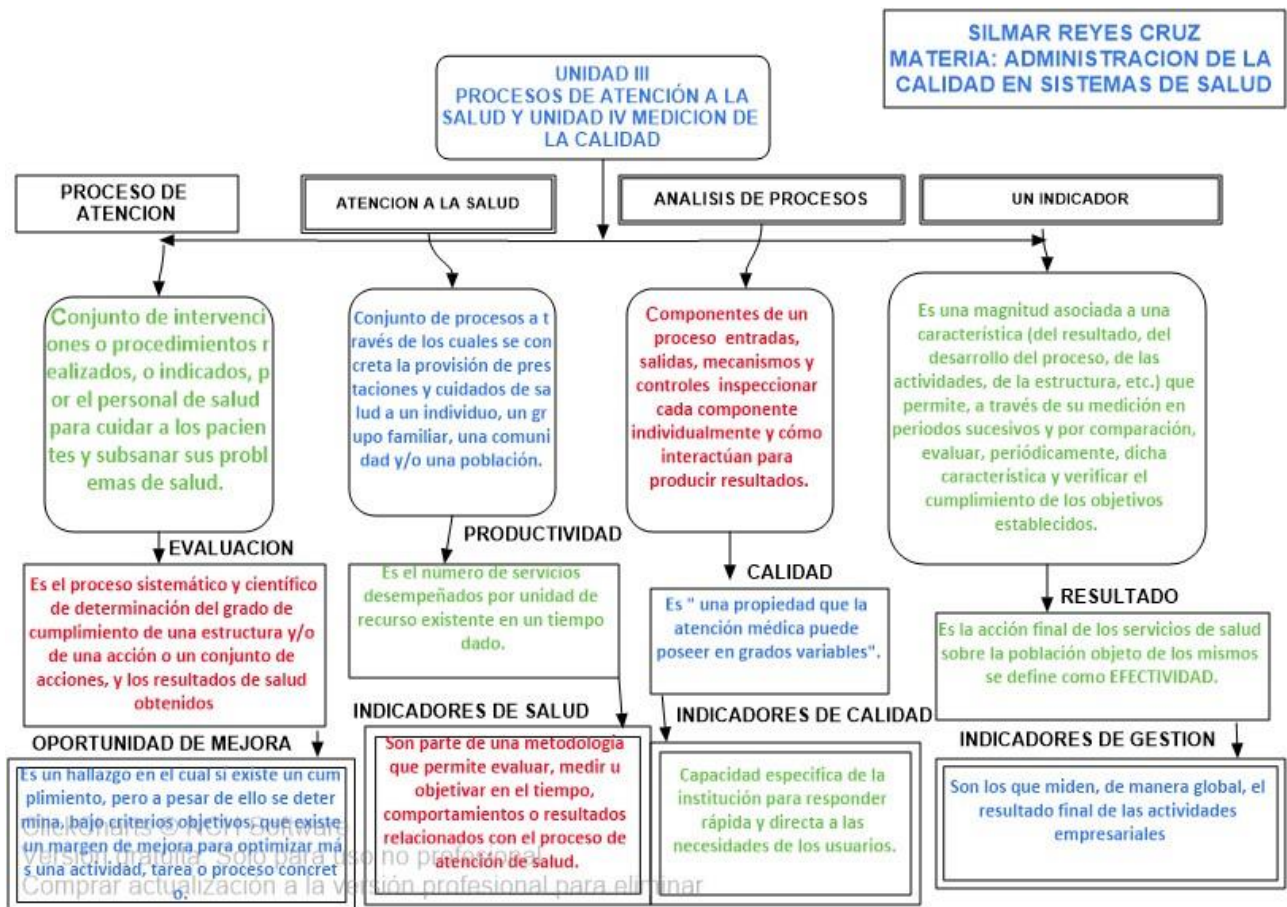 SILMAR REYES CRUZ
MATERIA: ADMINISTRACION DE LA
CALIDAD EN SISTEMAS DE SALUD
UNIDAD III
PROCESOS DE ATENCIÓN A LA
SALUD Y UNIDAD IV MEDICION DE
LA CALIDAD
PROCESO DE
ATENCION
ATENCION A LA SALUD
ANALISIS DE PROCESOS
UN INDICADOR
Conjunto de intervenci
ones o procedimientos r
ealizados, o indicados, p
or el personal de salud
para cuidar a los pacien
tes y subsanar sus probl
emas de salud.
Conjunto de procesos a t
ravés de los cuales se con
creta la provisión de pres
taciones y cuidados de sa
lud a un individuo, un gr
upo familiar, una comuni
dad y/o una población.
Componentes de un
proceso entradas,
salidas, mecanismos y
controles inspeccionar
cada componente
individualmente y cómo
interactúan para
producir resultados.
Es una magnitud asociada a una
característica (del resultado, del
desarrollo del proceso, de las
actividades, de la estructura, etc.) que
permite, a través de su medición en
periodos sucesivos y por comparación,
evaluar, periódicamente, dicha
característica y verificar el
cumplimiento de los objetivos
establecidos.
EVALUACION
Es el proceso sistemático y científico
de determinación del grado de
cumplimiento de una estructura y/o
de una acción o un conjunto de
acciones, y los resultados de salud
obtenidos
PRODUCTIVIDAD
Es el número de servicios
desempeñados por unidad de
recurso existente en un tiempo
dado.
CALIDAD
Es " una propiedad que la
atención médica puede
poseer en grados variables".
RESULTADO
Es la acción final de los servicios de salud
sobre la población objeto de los mismos
se define como EFECTIVIDAD.
OPORTUNIDAD DE MEJORA
Es un hallazgo en el cual si existe un cum
plimiento, pero a pesar de ello se deter
mina, bajo criterios objetivos, que existe
un margen de mejora para optimizar má
s una actividad, tarea o proceso concret
o.
INDICADORES DE SALUD
Son parte de una metodología
que permite evaluar, medir u
objetivar en el tiempo,
comportamientos o resultados
relacionados con el proceso de
atención de salud.
INDICADORES DE CALIDAD
Capacidad especifica de la
institución para responder
rápida y directa a las
necesidades de los usuarios.
INDICADORES DE GESTION
Son los que miden, de manera global, el
resultado final de las actividades
empresariales
ClickCharts © NCH Software
Versión gratuita. Solo para uso no profesional
Comprar actualización a la versión profesional para eliminar